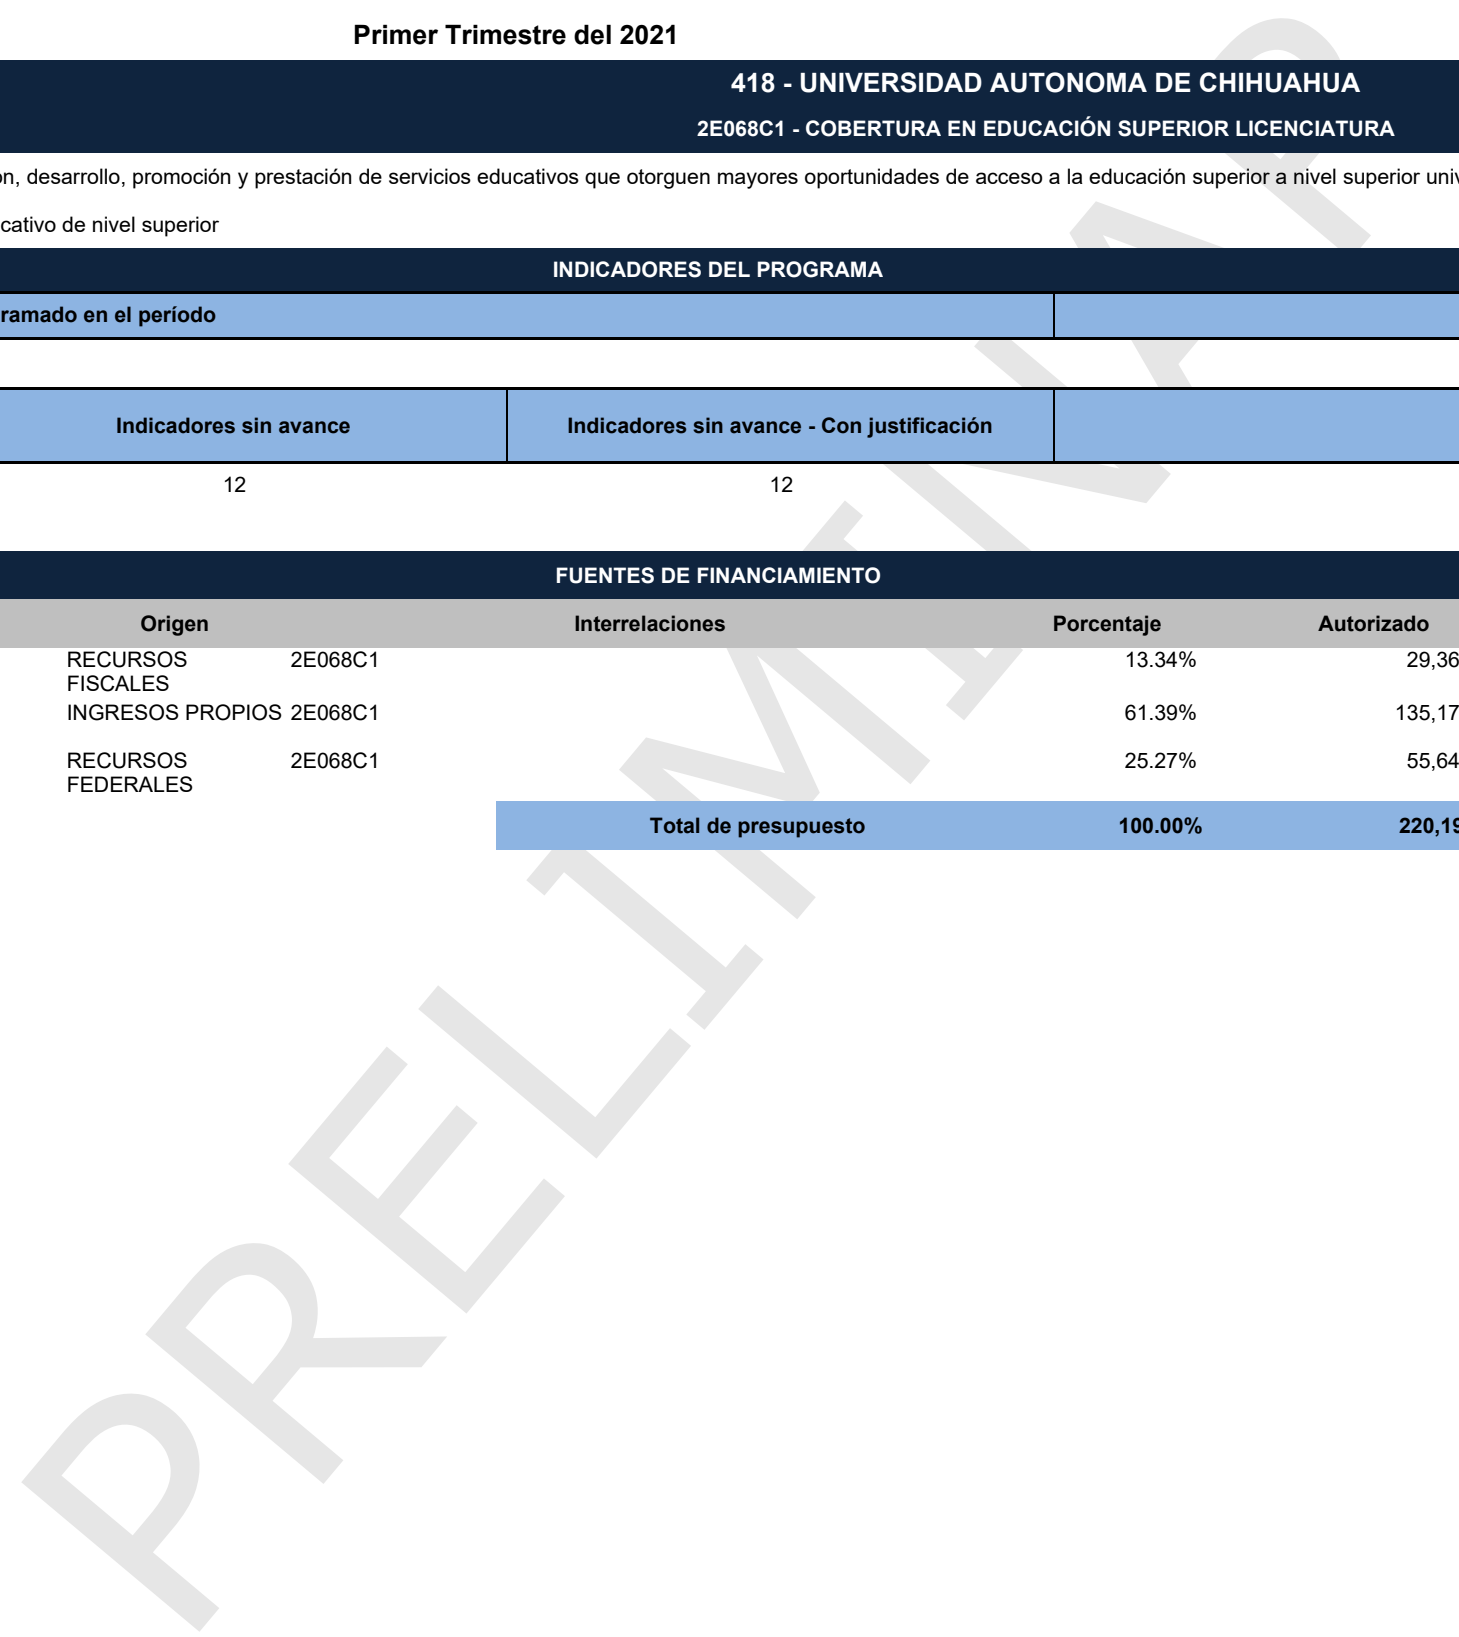 Primer Trimestre del 2021
418 - UNIVERSIDAD AUTONOMA DE CHIHUAHUA
2E068C1 - COBERTURA EN EDUCACIÓN SUPERIOR LICENCIATURA
desarrollo, promoción y prestación de servicios educativos que otorguen mayores oportunidades de acceso a la educación superior a nivel superior
cativo de nivel superior
INDICADORES DEL PROGRAMA
ramado en el período
Indicadores sin avance Indicadores sin avance - Con justificación
12 12
FUENTES DE FINANCIAMIENTO
Origen Interrelaciones Porcentaje Autorizado
RECURSOS FISCALES 2E068C1 13.34% 29,36
INGRESOS PROPIOS 2E068C1 61.39% 135,17
RECURSOS FEDERALES 2E068C1 25.27% 55,64
Total de presupuesto 100.00% 220,19
PRELIMINAR